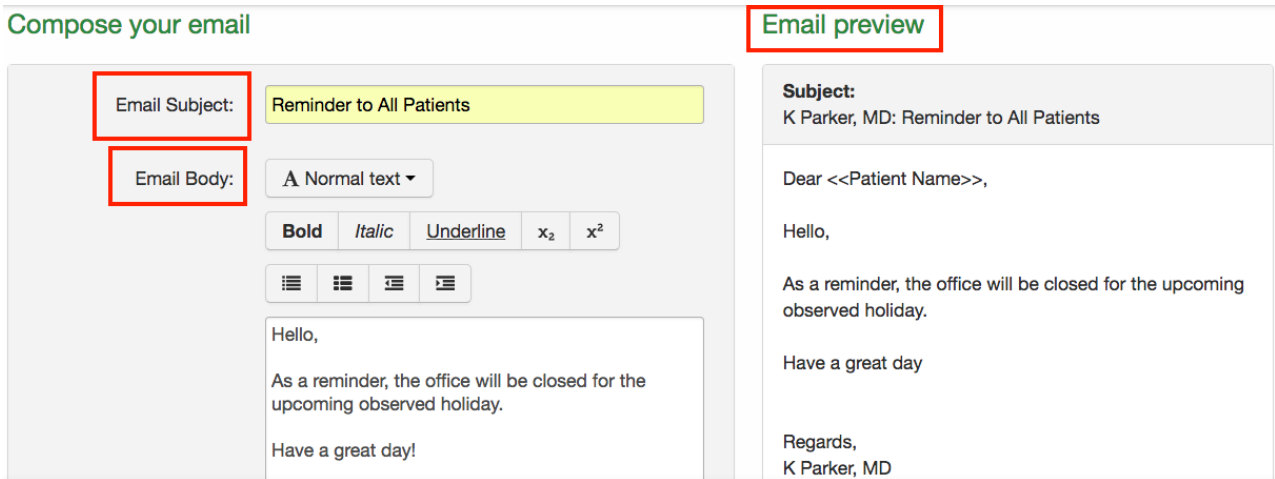 Compose your email
Email Subject:
Reminder to All Patients
Email Body:
A Normal text
Bold Italic Underline x₂ x²
Hello,
As a reminder, the office will be closed for the
upcoming observed holiday.
Have a great day!
Email preview
Subject:
K Parker, MD: Reminder to All Patients
Dear <<Patient Name>>,
Hello,
As a reminder, the office will be closed for the upcoming
observed holiday.
Have a great day
Regards,
K Parker, MD